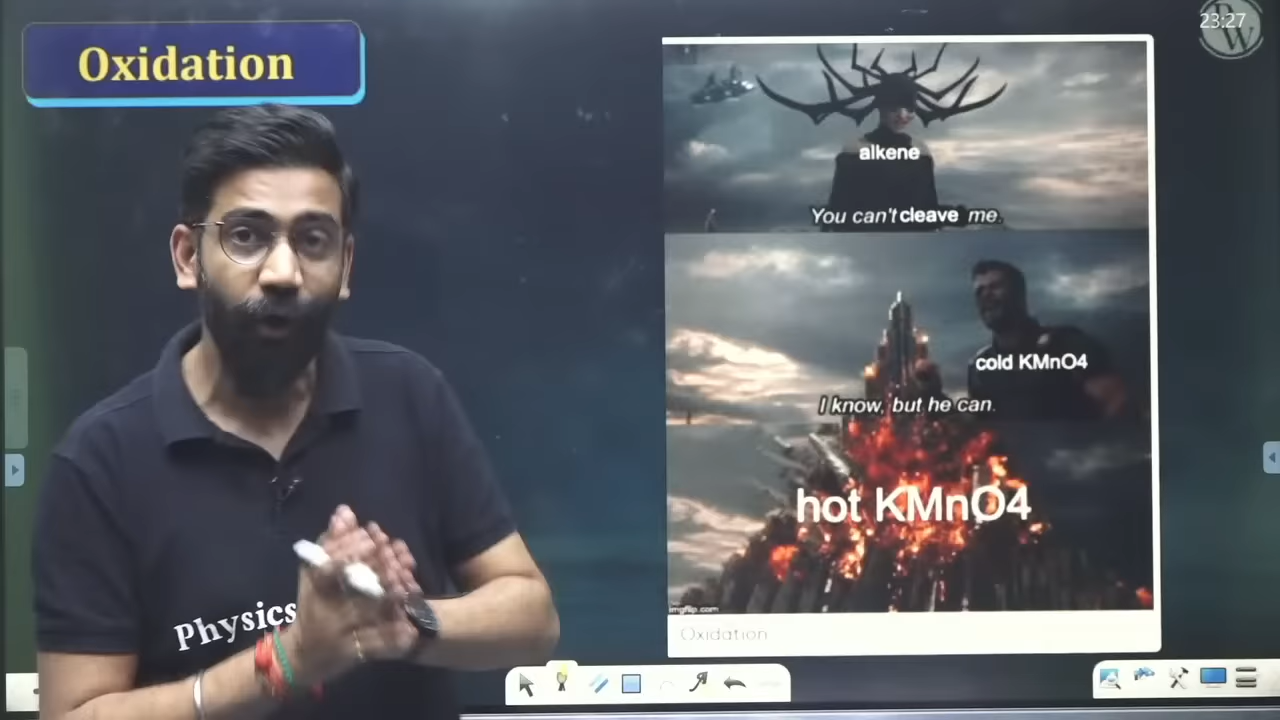 Oxidation
23:27
PW
alkene
You can't cleave me.
cold KMnO4
I know, but he can.
hot KMnO4
imgflip.com
Oxidation
Physics